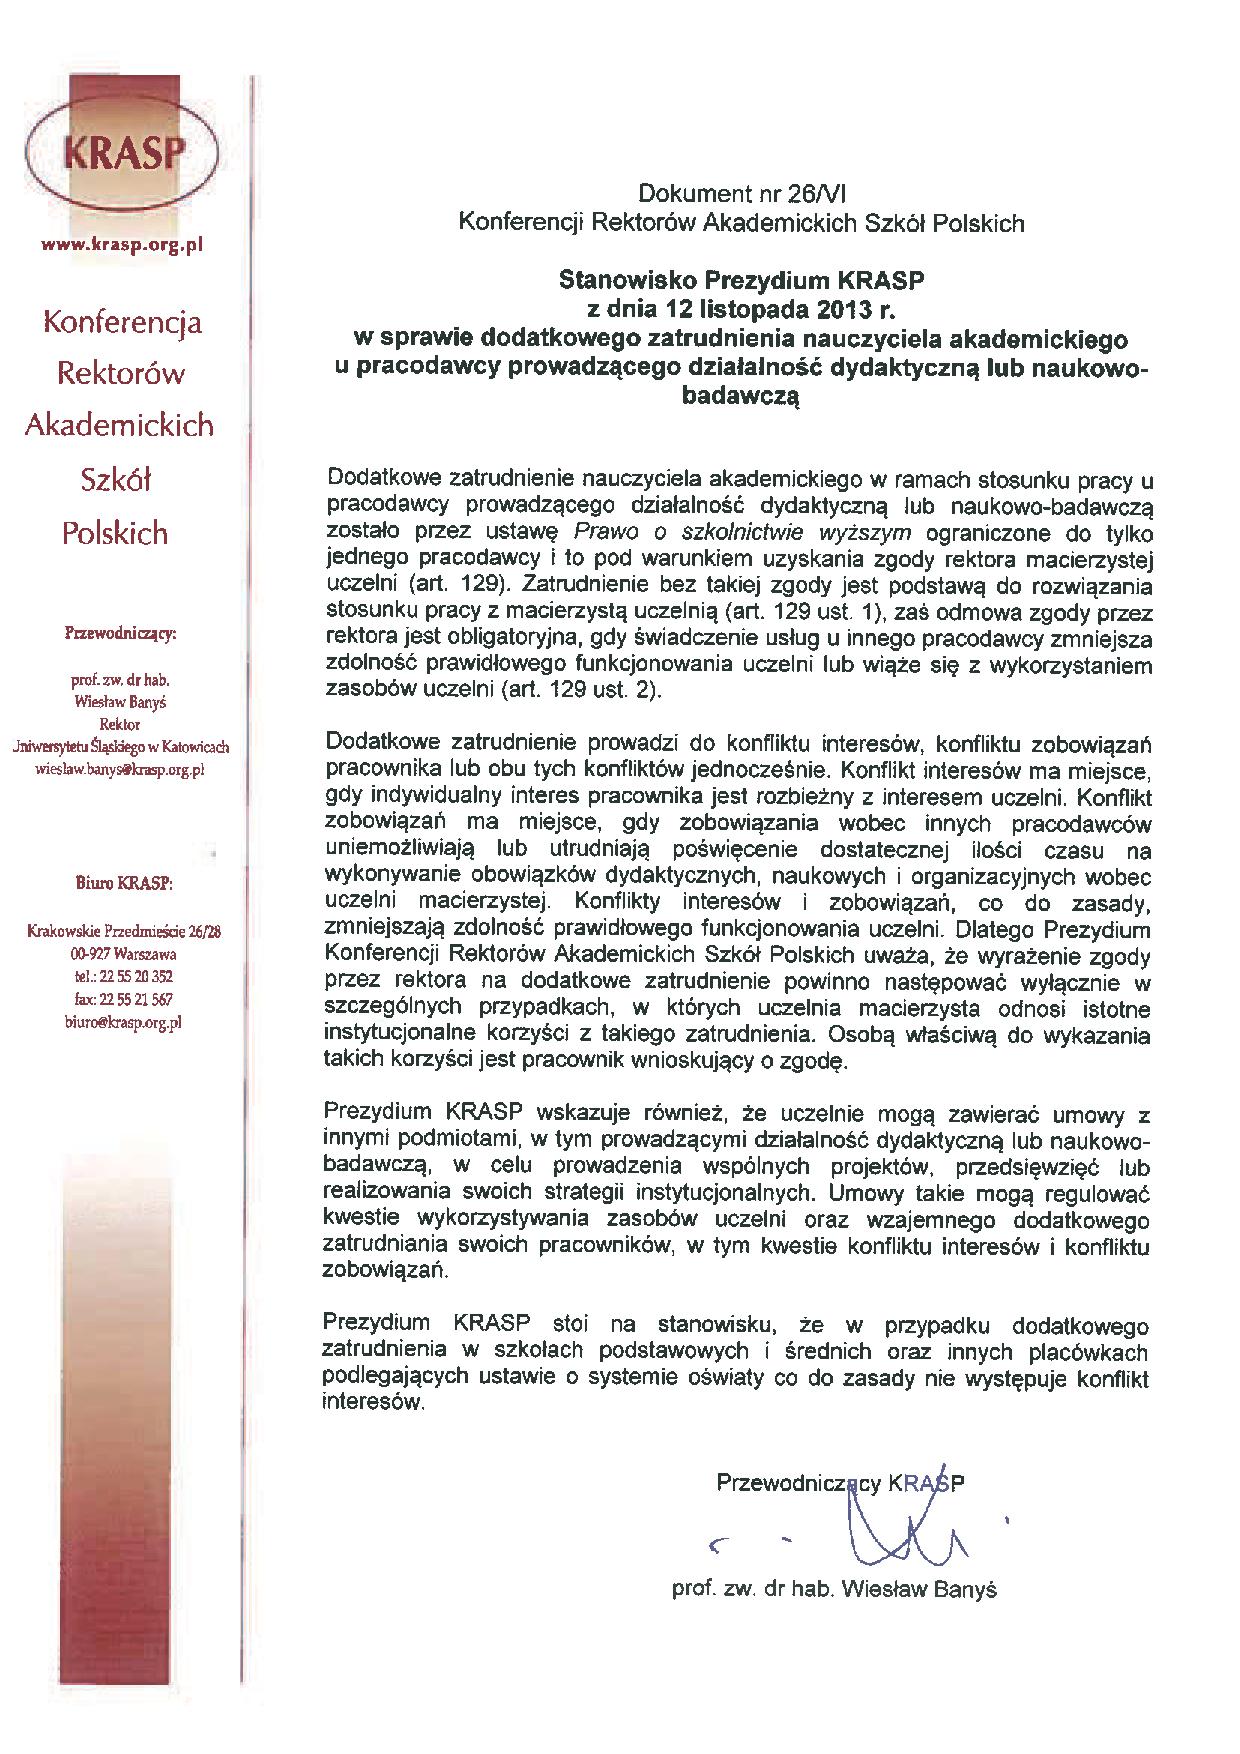 KRASP
www.krasp.org.pl
Konferencja
Rektorów
Akademickich
Szkół
Polskich
Przewodniczący:
prof. zw. dr hab.
Wiesław Banyś
Rektor
Uniwersytetu Śląskiego w Katowicach
wieslaw.banys@krasp.org.pl
Biuro KRASP:
Krakowskie Przedmieście 26/28
00-927 Warszawa
tel.: 22 55 20 352
fax: 22 55 21 567
biuro@krasp.org.pl
Dokument nr 26/VI
Konferencji Rektorów Akademickich Szkół Polskich
Stanowisko Prezydium KRASP
z dnia 12 listopada 2013 r.
w sprawie dodatkowego zatrudnienia nauczyciela akademickiego
u pracodawcy prowadzącego działalność dydaktyczną lub naukowo-
badawczą
Dodatkowe zatrudnienie nauczyciela akademickiego w ramach stosunku pracy u
pracodawcy prowadzącego działalność dydaktyczną lub naukowo-badawczą
zostało przez ustawę Prawo o szkolnictwie wyższym ograniczone do tylko
jednego pracodawcy i to pod warunkiem uzyskania zgody rektora macierzystej
uczelni (art. 129). Zatrudnienie bez takiej zgody jest podstawą do rozwiązania
stosunku pracy z macierzystą uczelnią (art. 129 ust. 1), zaś odmowa zgody przez
rektora jest obligatoryjna, gdy świadczenie usług u innego pracodawcy zmniejsza
zdolność prawidłowego funkcjonowania uczelni lub wiąże się z wykorzystaniem
zasobów uczelni (art. 129 ust. 2).
Dodatkowe zatrudnienie prowadzi do konfliktu interesów, konfliktu zobowiązań
pracownika lub obu tych konfliktów jednocześnie. Konflikt interesów ma miejsce,
gdy indywidualny interes pracownika jest rozbieżny z interesem uczelni. Konflikt
zobowiązań ma miejsce, gdy zobowiązania wobec innych pracodawców
uniemożliwiają lub utrudniają poświęcenie dostatecznej ilości czasu na
wykonywanie obowiązków dydaktycznych, naukowych i organizacyjnych wobec
uczelni macierzystej. Konflikty interesów i zobowiązań, co do zasady,
zmniejszają zdolność prawidłowego funkcjonowania uczelni. Dlatego Prezydium
Konferencji Rektorów Akademickich Szkół Polskich uważa, że wyrażenie zgody
przez rektora na dodatkowe zatrudnienie powinno następować wyłącznie w
szczególnych przypadkach, w których uczelnia macierzysta odnosi istotne
instytucjonalne korzyści z takiego zatrudnienia. Osobą właściwą do wykazania
takich korzyści jest pracownik wnioskujący o zgodę.
Prezydium KRASP wskazuje również, że uczelnie mogą zawierać umowy z
innymi podmiotami, w tym prowadzącymi działalność dydaktyczną lub naukowo-
badawczą, w celu prowadzenia wspólnych projektów, przedsięwzięć lub
realizowania swoich strategii instytucjonalnych. Umowy takie mogą regulować
kwestie wykorzystywania zasobów uczelni oraz wzajemnego dodatkowego
zatrudniania swoich pracowników, w tym kwestie konfliktu interesów i konfliktu
zobowiązań.
Prezydium KRASP stoi na stanowisku, że w przypadku dodatkowego
zatrudnienia w szkołach podstawowych i średnich oraz innych placówkach
podlegających ustawie o systemie oświaty co do zasady nie występuje konflikt
interesów.
Przewodniczący KRASP
prof. zw. dr hab. Wiesław Banyś